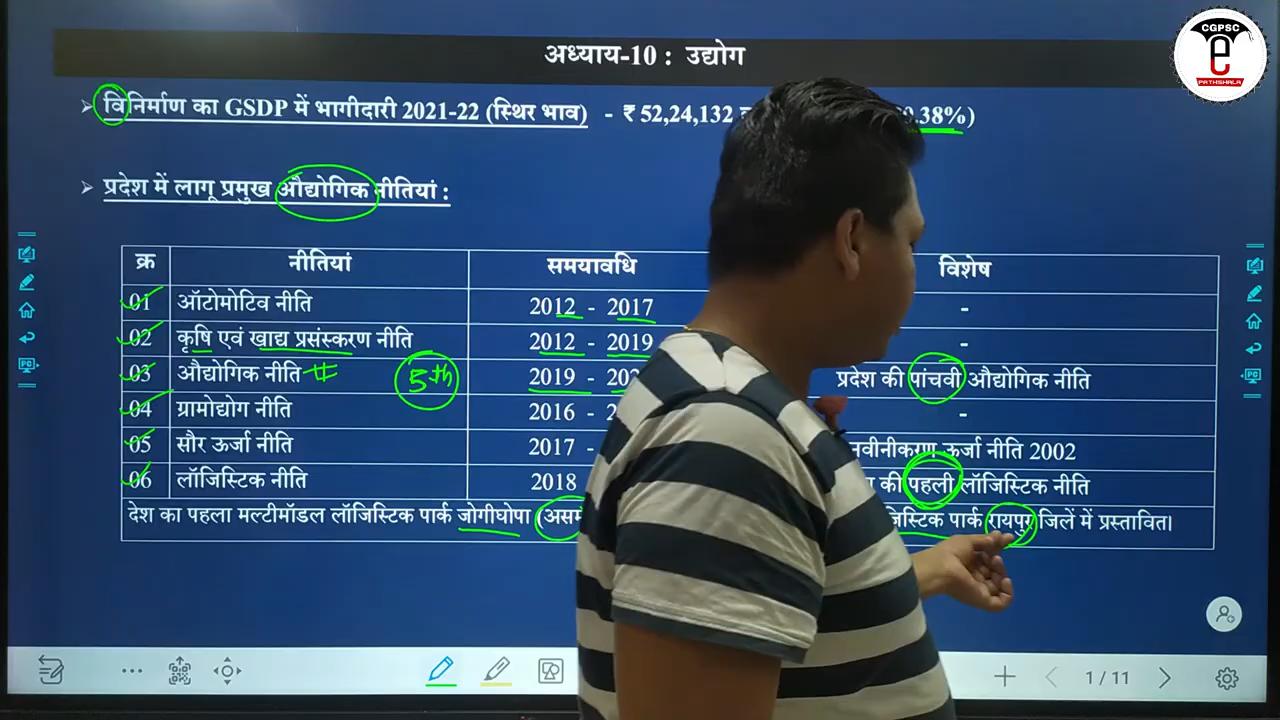 CGPSC
e
PATHSHALA
अध्याय-10 : उद्योग
➢ विनिर्माण का GSDP में भागीदारी 2021-22 (स्थिर भाव) - ₹ 52,24,132 .38%)
➢ प्रदेश में लागू प्रमुख औद्योगिक नीतियां :
क्र नीतियां समयावधि विशेष
01 ऑटोमोटिव नीति 2012 - 2017 -
02 कृषि एवं खाद्य प्रसंस्करण नीति 2012 - 2019 -
03 औद्योगिक नीति 5th 2019 - प्रदेश की पांचवी औद्योगिक नीति
04 ग्रामोद्योग नीति 2016 - -
05 सौर ऊर्जा नीति 2017 - नवीनीकरण ऊर्जा नीति 2002
06 लॉजिस्टिक नीति 2018 की पहली लॉजिस्टिक नीति
देश का पहला मल्टीमॉडल लॉजिस्टिक पार्क जोगीघोपा (असम पार्क रायपुर जिलें में प्रस्तावित।
1 / 11